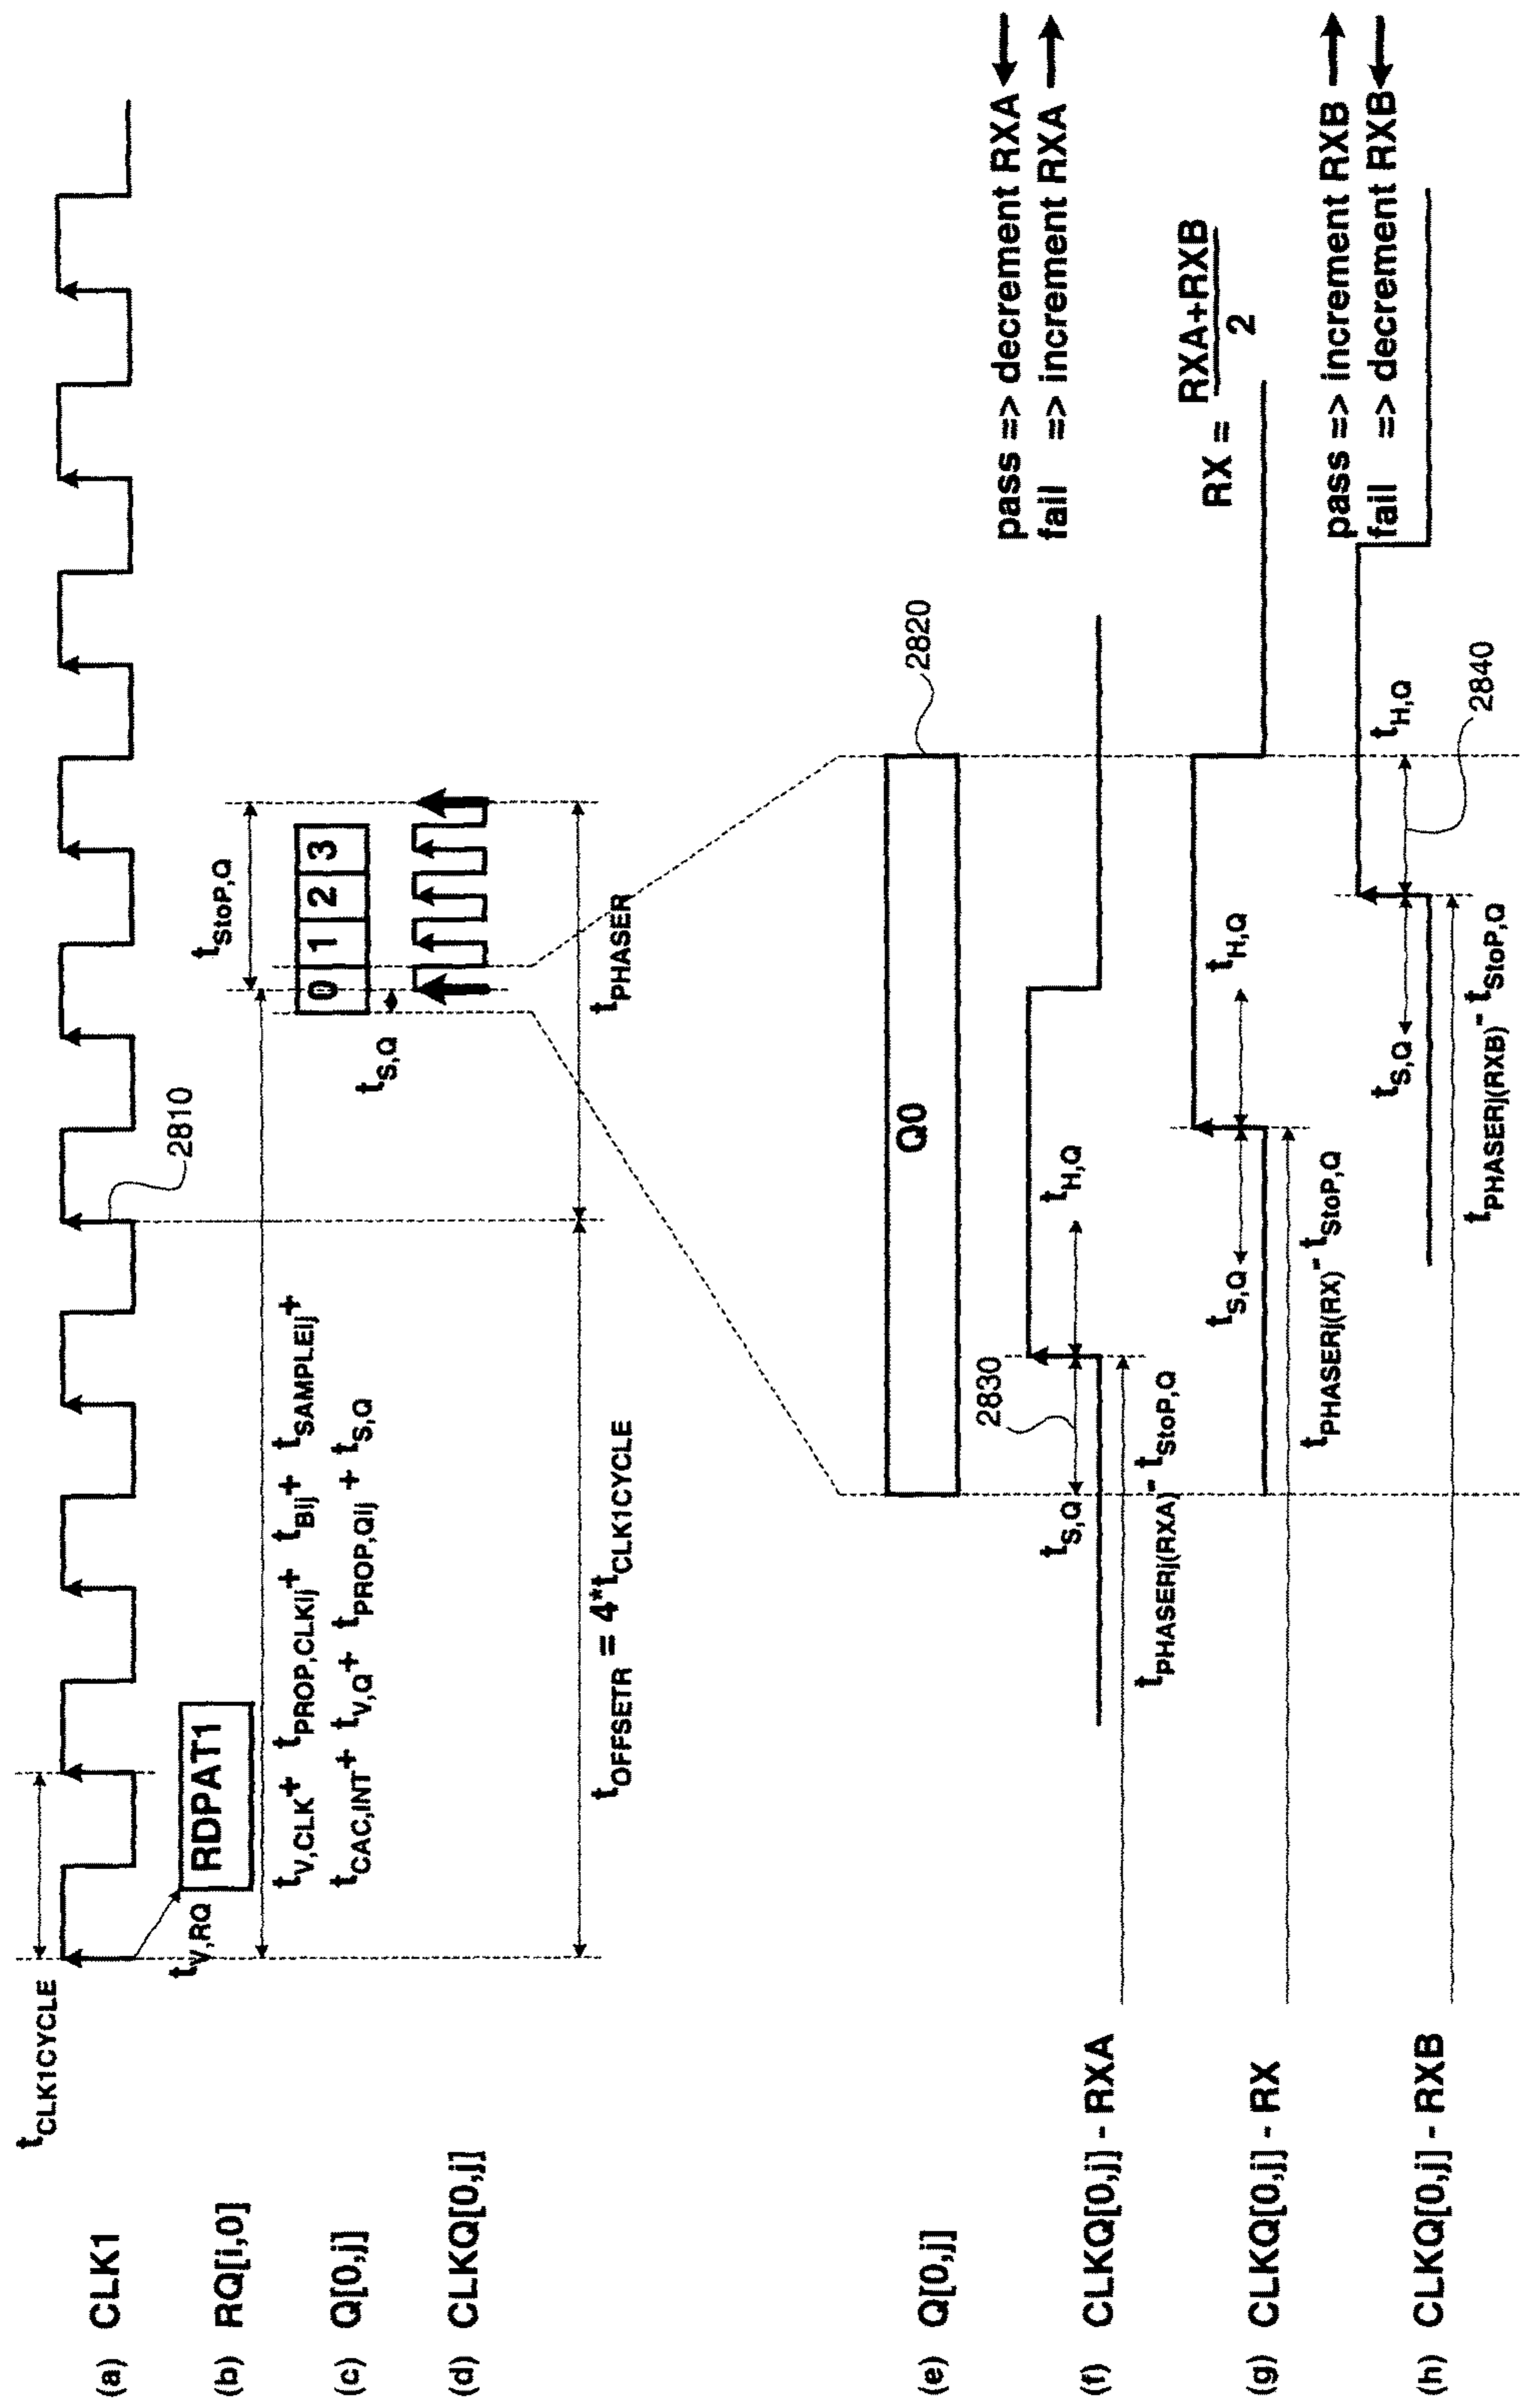 tCLK1CYCLE
(a) CLK1
2810
tV,RQ
(b) RQ[i,0]
RDPAT1
tStoP,Q
tV,CLK+ tPROP,CLKij+ tBij+ tSAMPLEij+
tCAC,INT+ tV,Q+ tPROP,Qij + tS,Q
(c) Q[0,j]
0 1 2 3
tS,Q
(d) CLKQ[0,j]
tOFFSETR = 4*tCLK1CYCLE
tPHASER
(e) Q[0,j]
Q0
2820
2830
pass => decrement RXA
fail => increment RXA
tS,Q
tH,Q
(f) CLKQ[0,j] - RXA
tPHASERj(RXA)- tStoP,Q
RX = RXA+RXB
2
tS,Q
tH,Q
(g) CLKQ[0,j] - RX
tPHASERj(RX)- tStoP,Q
pass => increment RXB
fail => decrement RXB
tS,Q
tH,Q
2840
(h) CLKQ[0,j] - RXB
tPHASERj(RXB)- tStoP,Q